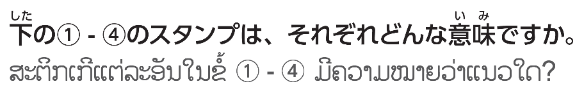 下の① - ④のスタンプは、それぞれどんな意味ですか。
ສະຕິກເກີແຕ່ລະອັນໃນຂໍ້ ① - ④ ມີຄວາມໝາຍວ່າແນວໃດ?